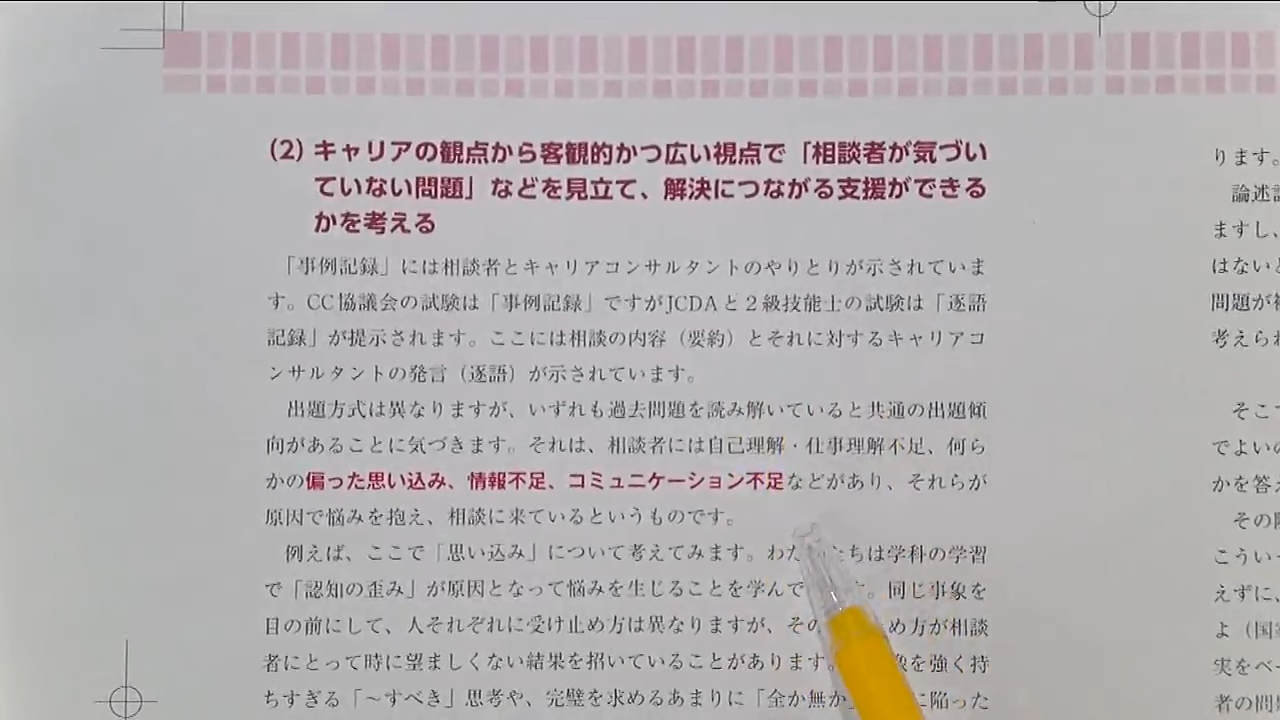 (2) キャリアの観点から客観的かつ広い視点で「相談者が気づい
ていない問題」などを見立て、解決につながる支援ができる
かを考える
「事例記録」には相談者とキャリアコンサルタントのやりとりが示されていま
す。CC協議会の試験は「事例記録」ですがJCDAと２級技能士の試験は「逐語
記録」が提示されます。ここには相談の内容（要約）とそれに対するキャリアコ
ンサルタントの発言（逐語）が示されています。
出題方式は異なりますが、いずれも過去問題を読み解いていると共通の出題傾
向があることに気づきます。それは、相談者には自己理解・仕事理解不足、何ら
かの偏った思い込み、情報不足、コミュニケーション不足などがあり、それらが
原因で悩みを抱え、相談に来ているというものです。
例えば、ここで「思い込み」について考えてみます。わたちは学科の学習
で「認知の歪み」が原因となって悩みを生じることを学んで す。同じ事象を
目の前にして、人それぞれに受け止め方は異なりますが、その め方が相談
者にとって時に望ましくない結果を招いていることがあります。 を強く持
ちすぎる「～すべき」思考や、完璧を求めるあまりに「全か無か」 に陥った
ります。
論述
ますし、
はない
問題が
考えら
そこ
でよい
かを答
その
こうい
えずに、
よ（国
実をべ
者の問